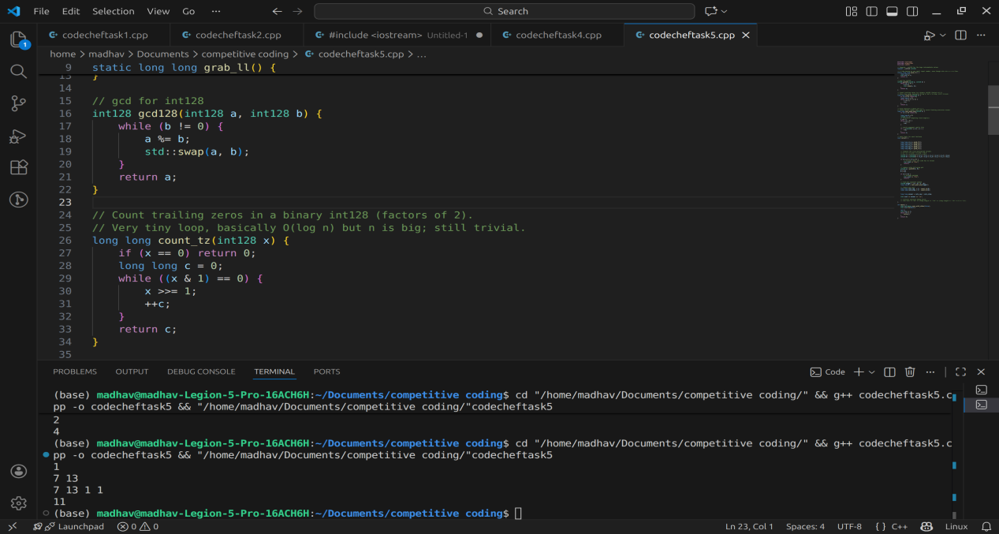 File Edit Selection View Go ··· Search
codecheftask1.cpp codecheftask2.cpp #include <iostream> Untitled-1 codecheftask4.cpp codecheftask5.cpp
home > madhav > Documents > competitive coding > codecheftask5.cpp > ...
9 static long long grab_ll() {
13 }
14
15 // gcd for int128
16 int128 gcd128(int128 a, int128 b) {
17 while (b != 0) {
18 a %= b;
19 std::swap(a, b);
20 }
21 return a;
22 }
23
24 // Count trailing zeros in a binary int128 (factors of 2).
25 // Very tiny loop, basically O(log n) but n is big; still trivial.
26 long long count_tz(int128 x) {
27 if (x == 0) return 0;
28 long long c = 0;
29 while ((x & 1) == 0) {
30 x >>>= 1;
31 ++c;
32 }
33 return c;
34 }
35
PROBLEMS OUTPUT DEBUG CONSOLE TERMINAL PORTS Code
(base) madhav@madhav-Legion-5-Pro-16ACH6H:~/Documents/competitive coding$ cd "/home/madhav/Documents/competitive coding/" && g++ codecheftask5.c
pp -o codecheftask5 && "/home/madhav/Documents/competitive coding/"codecheftask5
2
4
(base) madhav@madhav-Legion-5-Pro-16ACH6H:~/Documents/competitive coding$ cd "/home/madhav/Documents/competitive coding/" && g++ codecheftask5.c
pp -o codecheftask5 && "/home/madhav/Documents/competitive coding/"codecheftask5
1
7 13
7 13 1 1
11
(base) madhav@madhav-Legion-5-Pro-16ACH6H:~/Documents/competitive coding$
Launchpad 0 0 Ln 23, Col 1 Spaces: 4 UTF-8 {} C++ Linux